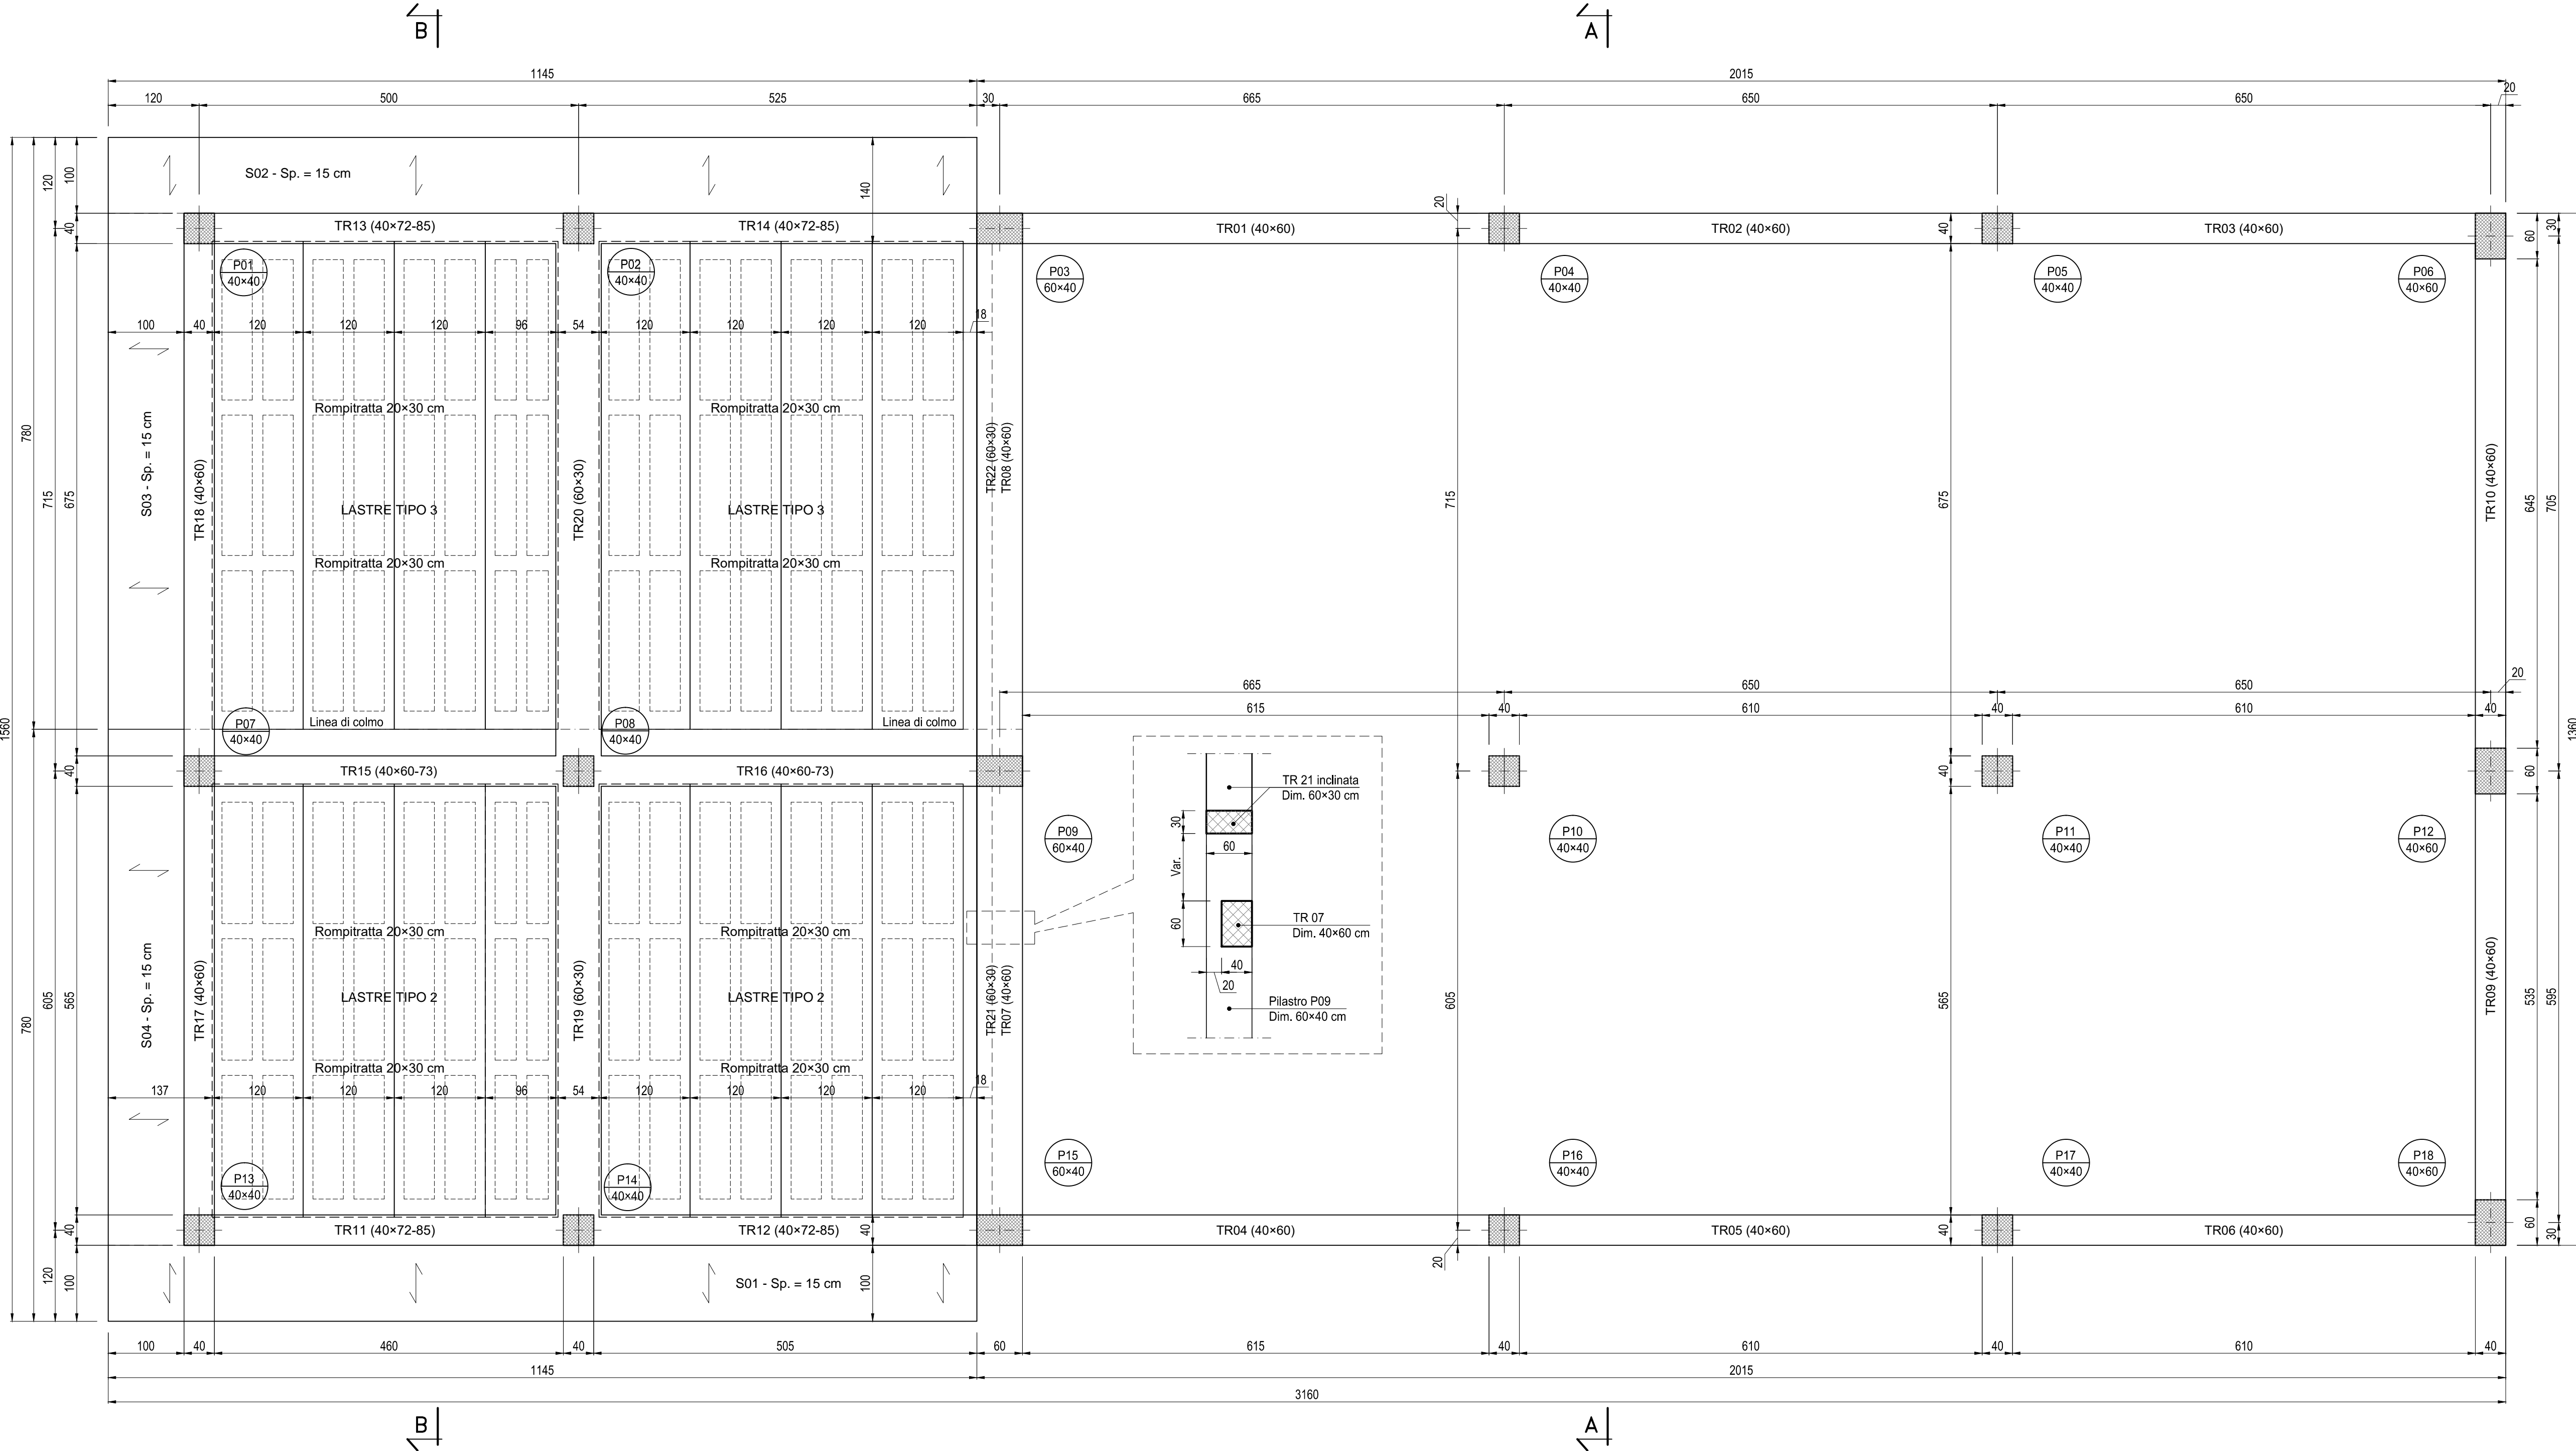 B
A
1145
2015
120
500
525
30
665
650
650
20
S02 - Sp. = 15 cm
140
100
120
40
20
40
60
30
TR13 (40×72-85)
TR14 (40×72-85)
TR01 (40×60)
TR02 (40×60)
TR03 (40×60)
P01
40×40
P02
40×40
P03
60×40
P04
40×40
P05
40×40
P06
40×60
100
40
120
120
120
96
54
120
120
120
120
18
Rompitratta 20×30 cm
Rompitratta 20×30 cm
S03 - Sp. = 15 cm
TR18 (40×60)
TR20 (60×30)
TR22 (60×30)
TR08 (40×60)
TR10 (40×60)
780
715
675
715
675
645
705
LASTRE TIPO 3
LASTRE TIPO 3
Rompitratta 20×30 cm
Rompitratta 20×30 cm
665
650
650
20
615
40
610
40
610
40
Linea di colmo
Linea di colmo
P07
40×40
P08
40×40
1560
1360
40
40
60
TR15 (40×60-73)
TR16 (40×60-73)
TR 21 inclinata
Dim. 60×30 cm
30
60
Var.
60
TR 07
Dim. 40×60 cm
40
20
Pilastro P09
Dim. 60×40 cm
P09
60×40
P10
40×40
P11
40×40
P12
40×60
Rompitratta 20×30 cm
Rompitratta 20×30 cm
S04 - Sp. = 15 cm
TR17 (40×60)
TR19 (60×30)
TR21 (60×30)
TR07 (40×60)
TR09 (40×60)
780
605
565
605
565
535
595
LASTRE TIPO 2
LASTRE TIPO 2
Rompitratta 20×30 cm
Rompitratta 20×30 cm
137
120
120
120
96
54
120
120
120
120
18
P13
40×40
P14
40×40
P15
60×40
P16
40×40
P17
40×40
P18
40×60
TR11 (40×72-85)
TR12 (40×72-85)
TR04 (40×60)
TR05 (40×60)
TR06 (40×60)
40
40
20
40
60
30
120
100
100
S01 - Sp. = 15 cm
100
40
460
40
505
60
615
40
610
40
610
40
1145
2015
3160
B
A